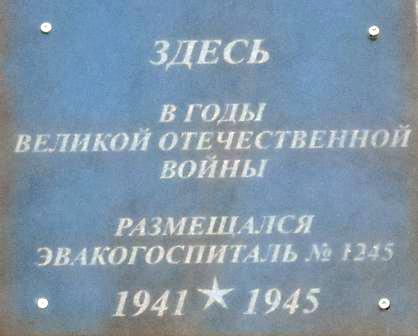 ЗДЕСЬ
В ГОДЫ
ВЕЛИКОЙ ОТЕЧЕСТВЕННОЙ
ВОЙНЫ
РАЗМЕЩАЛСЯ
ЭВАКОГОСПИТАЛЬ № 1245
1941 ★ 1945